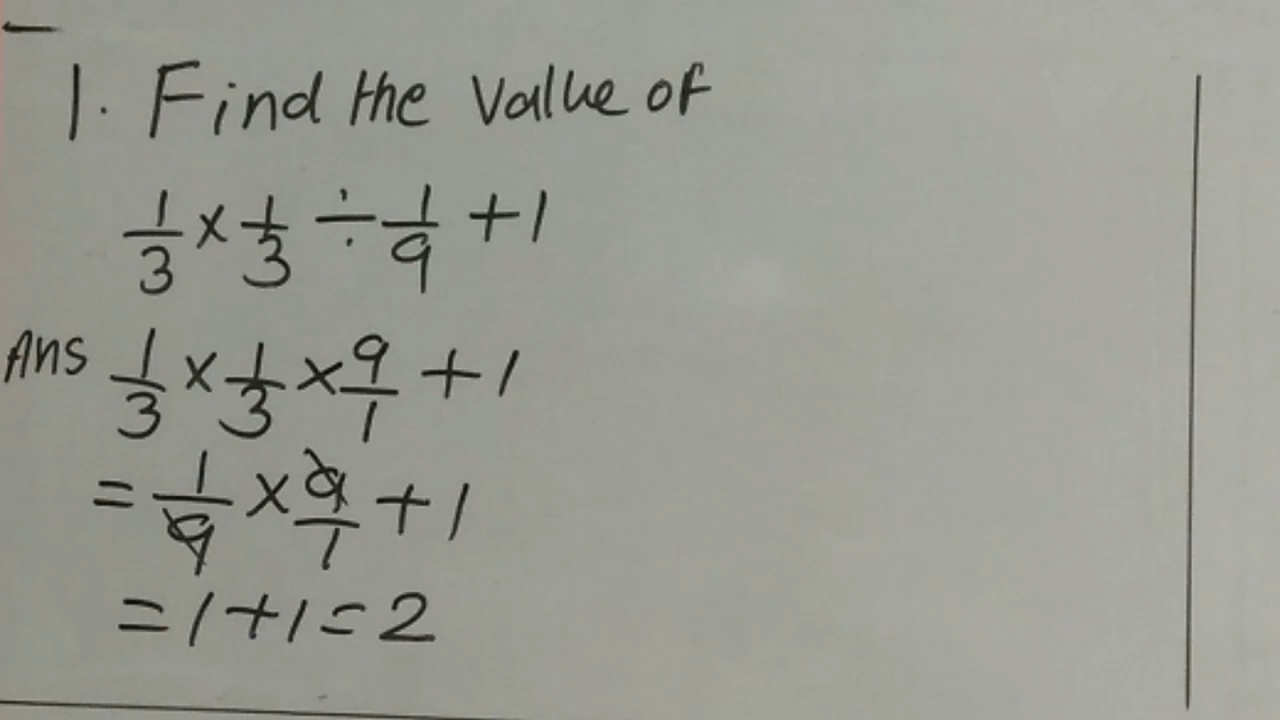 1. Find the value of
1/3 × 1/3 ÷ 1/9 + 1
Ans 1/3 × 1/3 × 9/1 + 1
= 1/9 × 9/1 + 1
= 1 + 1 = 2